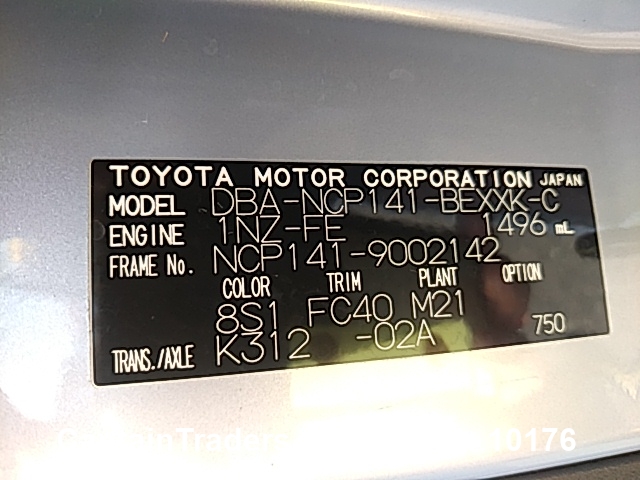 TOYOTA MOTOR CORPORATION JAPAN
MODEL DBA-NCP141-BEXXK-C
ENGINE 1NZ-FE 1496 mL
FRAME No. NCP141-9002142
COLOR TRIM PLANT OPTION
8S1 FC40 M21 750
TRANS./AXLE K312 -02A